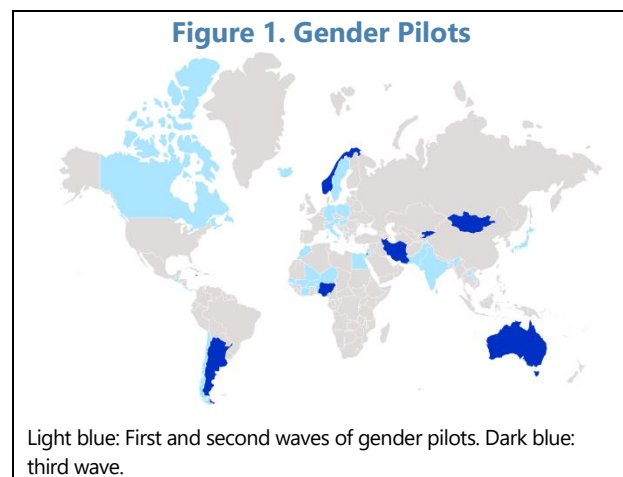 Figure 1. Gender Pilots
Light blue: First and second waves of gender pilots. Dark blue:
third wave.